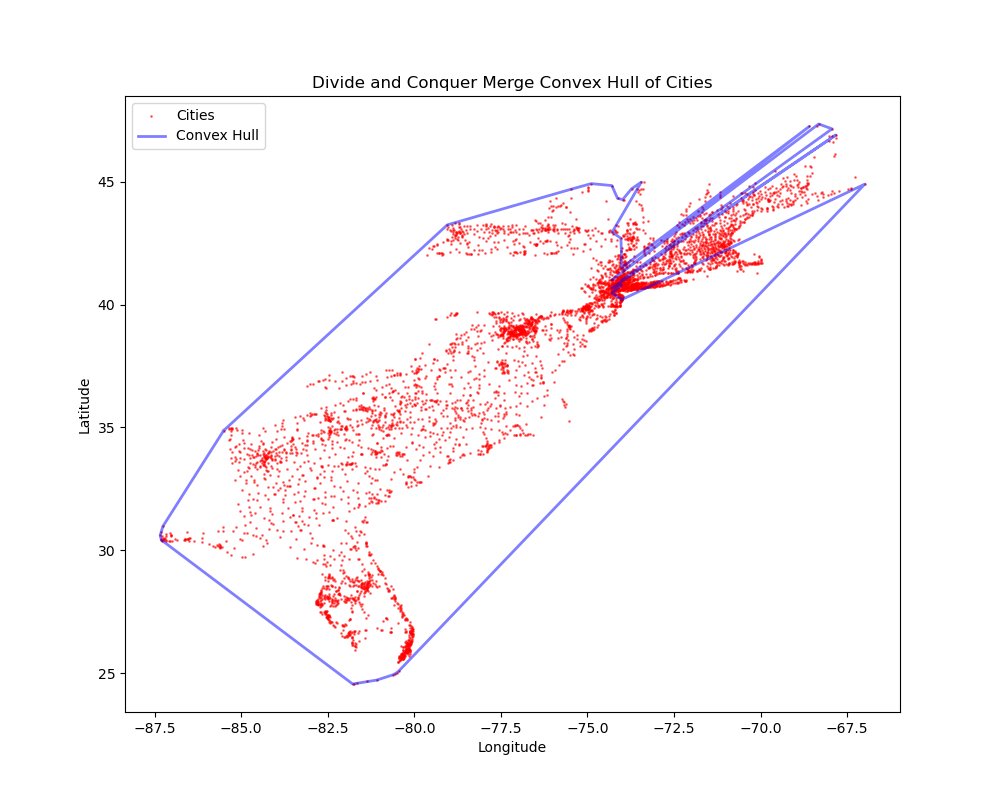 Divide and Conquer Merge Convex Hull of Cities
Cities
Convex Hull
45
40
35
30
25
Latitude
−87.5 −85.0 −82.5 −80.0 −77.5 −75.0 −72.5 −70.0 −67.5
Longitude